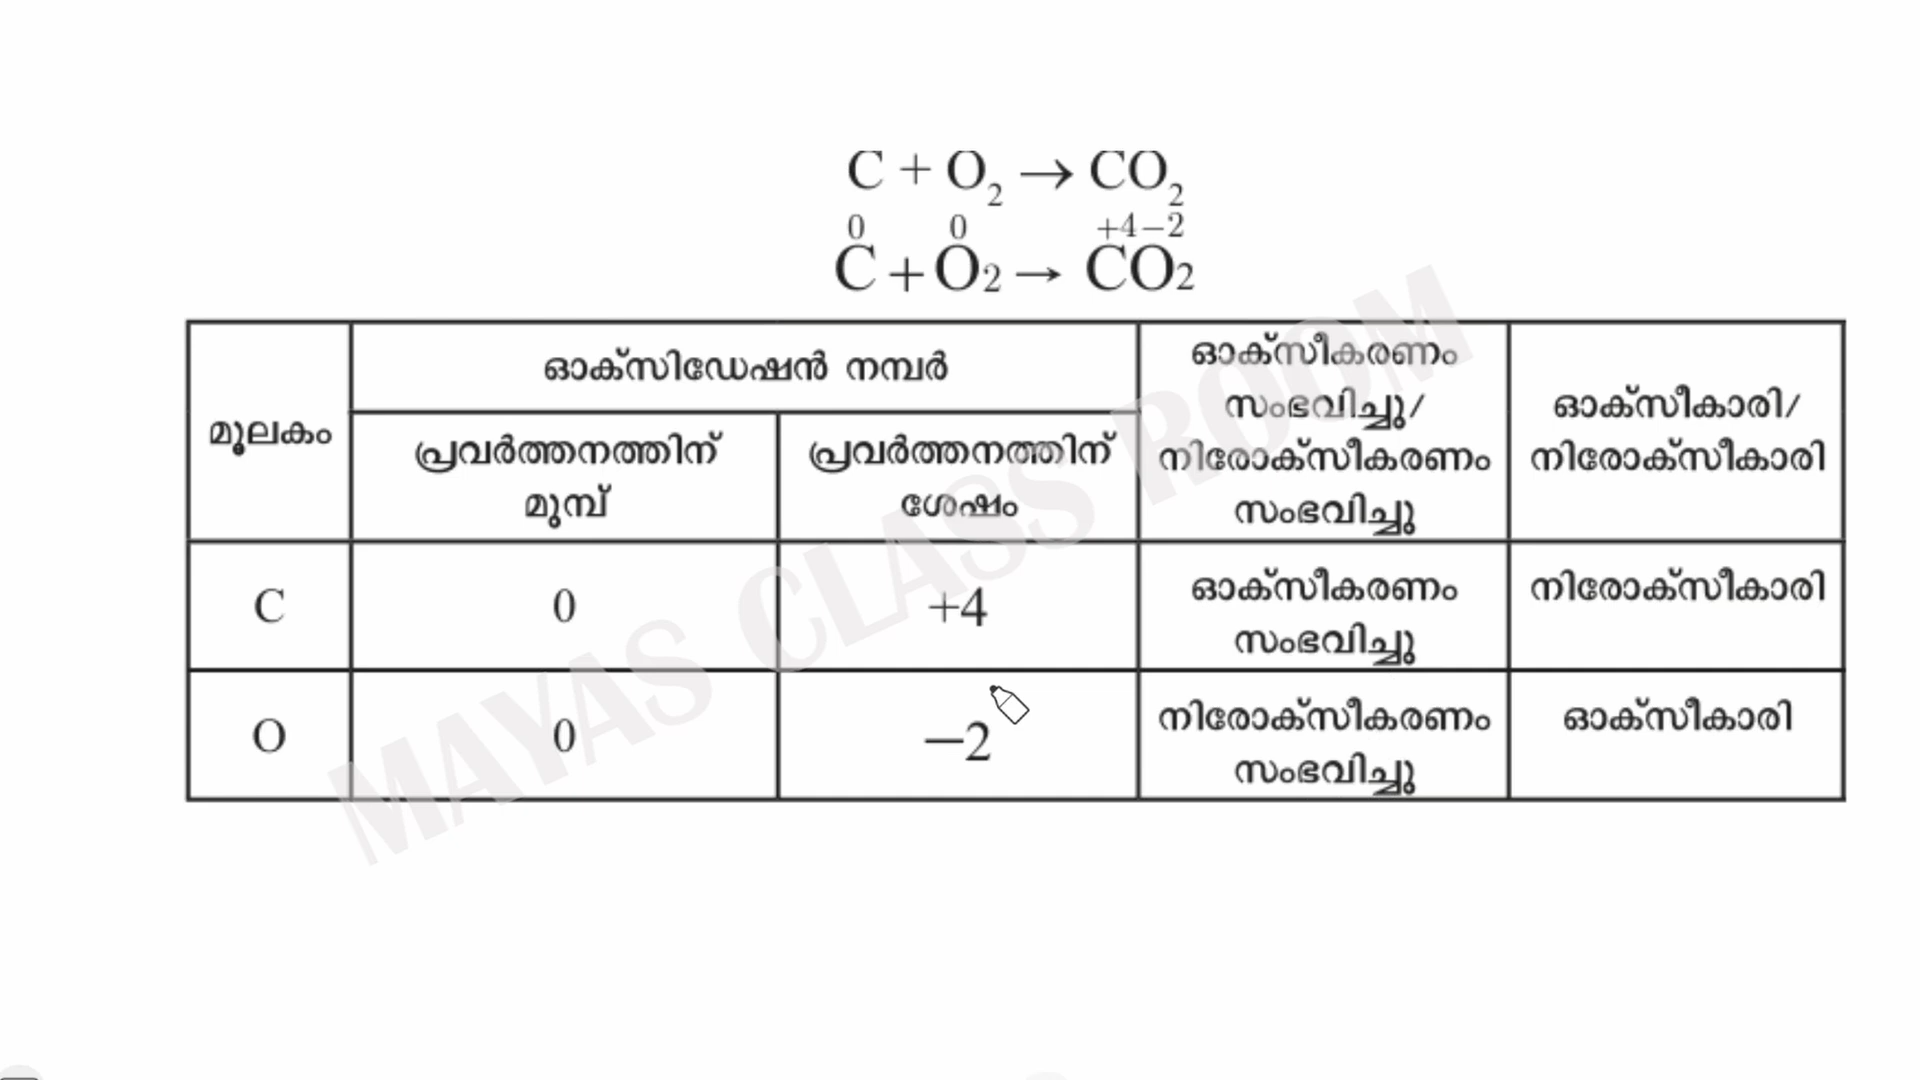 C + O₂ → CO₂
0 0 +4−2
C + O₂ → CO₂
മൂലകം
ഓക്സിഡേഷൻ നമ്പർ
പ്രവർത്തനത്തിന്
മുമ്പ്
പ്രവർത്തനത്തിന്
ശേഷം
ഓക്സീകരണം
സംഭവിച്ചു/
നിരോക്സീകരണം
സംഭവിച്ചു
ഓക്സീകാരി/
നിരോക്സീകാരി
C
0
+4
ഓക്സീകരണം
സംഭവിച്ചു
നിരോക്സീകാരി
O
0
−2
നിരോക്സീകരണം
സംഭവിച്ചു
ഓക്സീകാരി
MAYAS CLASS ROOM